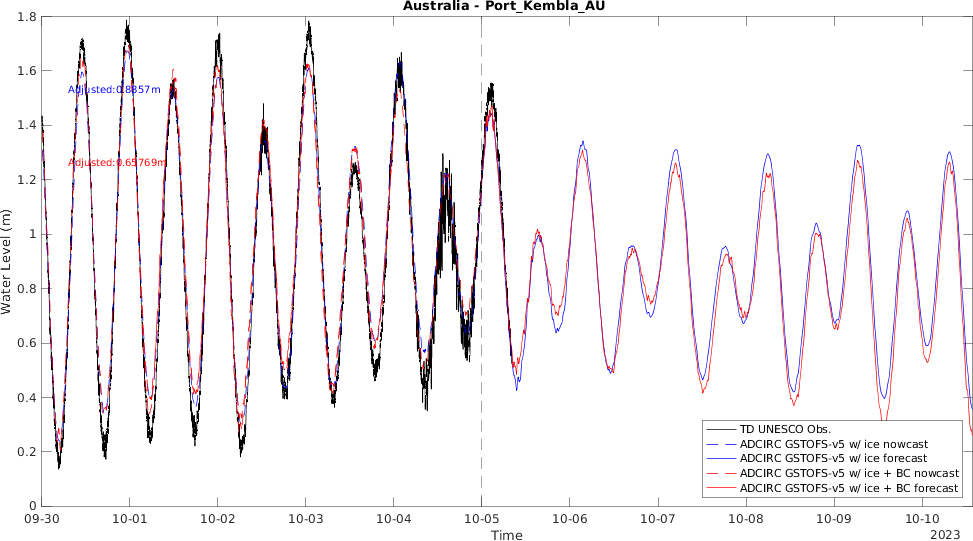 Australia - Port_Kembla_AU
1.8
1.6
1.4
1.2
1
0.8
0.6
0.4
0.2
0
Water Level (m)
Adjusted:0.8357m
Adjusted:0.65769m
TD UNESCO Obs.
ADCIRC GSTOFS-v5 w/ ice nowcast
ADCIRC GSTOFS-v5 w/ ice forecast
ADCIRC GSTOFS-v5 w/ ice + BC nowcast
ADCIRC GSTOFS-v5 w/ ice + BC forecast
09-30 10-01 10-02 10-03 10-04 10-05 10-06 10-07 10-08 10-09 10-10
Time
2023